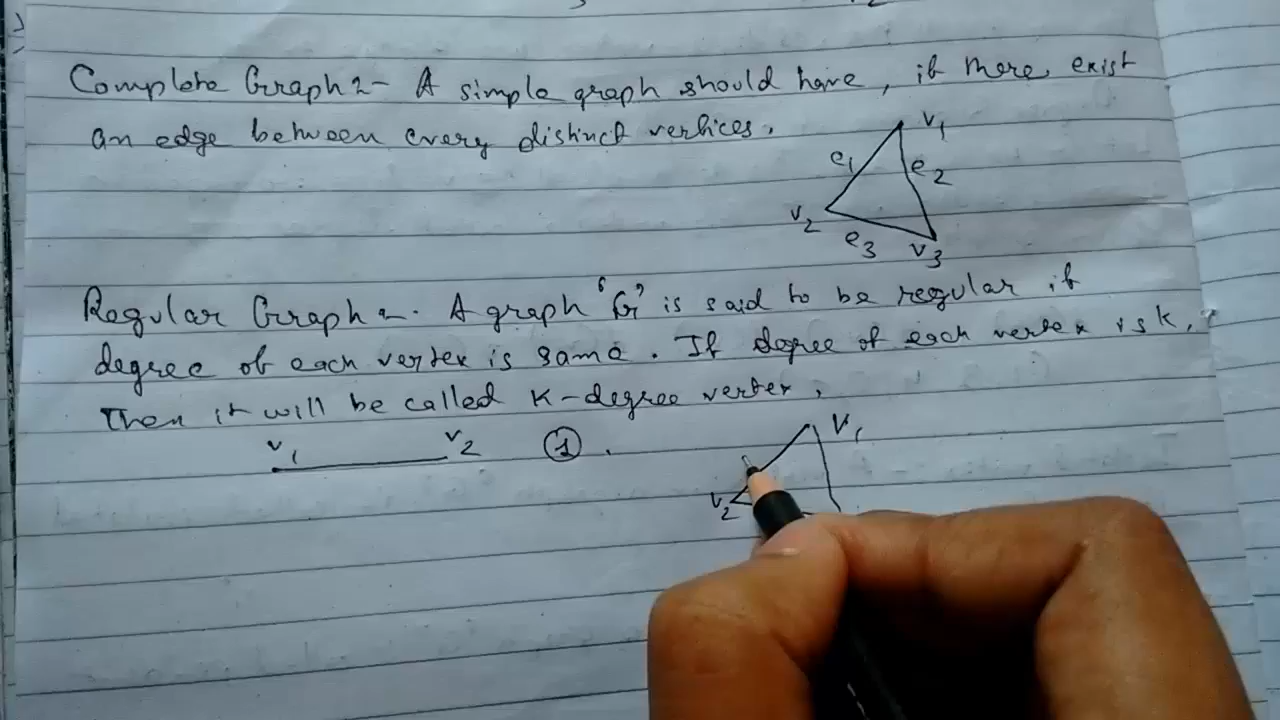 Complete Graph :- A simple graph should have, if there exist
an edge between every distinct vertices.
v1
e1
e2
v2
e3
v3
Regular Graph :- A graph 'G' is said to be regular if
degree of each vertex is same. If degree of each vertex is k,
Then it will be called K-degree vertex,
v1
v2
1
.
V1
v2